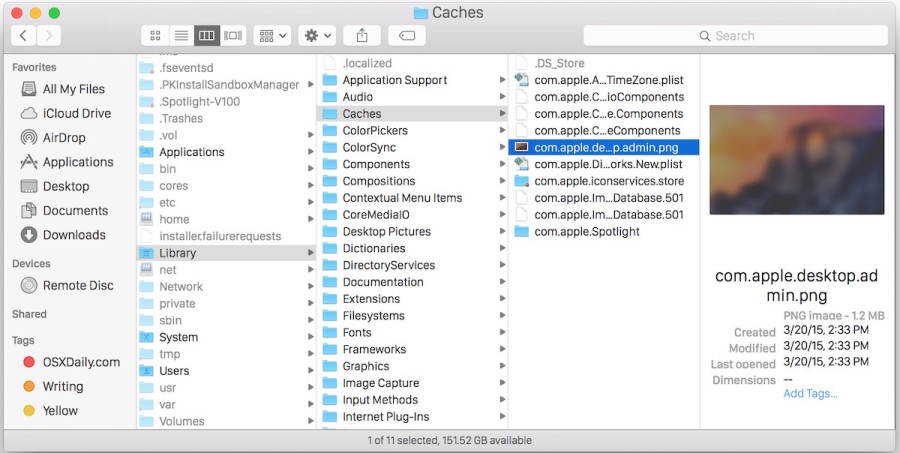 Caches
Search
Favorites
All My Files
iCloud Drive
AirDrop
Applications
Desktop
Documents
Downloads
Devices
Remote Disc
Shared
Tags
OSXDaily.com
Writing
Yellow
.fseventsd
.PKInstallSandboxManager
.Spotlight-V100
.Trashes
.vol
Applications
bin
cores
etc
home
installer.failurerequests
Library
net
Network
private
sbin
System
tmp
Users
usr
var
Volumes
.localized
Application Support
Audio
Caches
ColorPickers
ColorSync
Components
Compositions
Contextual Menu Items
CoreMediaIO
Desktop Pictures
Dictionaries
DirectoryServices
Documentation
Extensions
Filesystems
Fonts
Frameworks
Graphics
Image Capture
Input Methods
Internet Plug-Ins
.DS_Store
com.apple.A...TimeZone.plist
com.apple.C...ioComponents
com.apple.C...e.Components
com.apple.C...eComponents
com.apple.de...p.admin.png
com.apple.Di...orks.New.plist
com.apple.iconservices.store
com.apple.Im...Database.501
com.apple.Im...Database.501
com.apple.Spotlight
com.apple.desktop.ad
min.png
PNG image - 1.2 MB
Created 3/20/15, 2:33 PM
Modified 3/20/15, 2:33 PM
Last opened 3/20/15, 2:33 PM
Dimensions --
Add Tags...
1 of 11 selected, 151.52 GB available